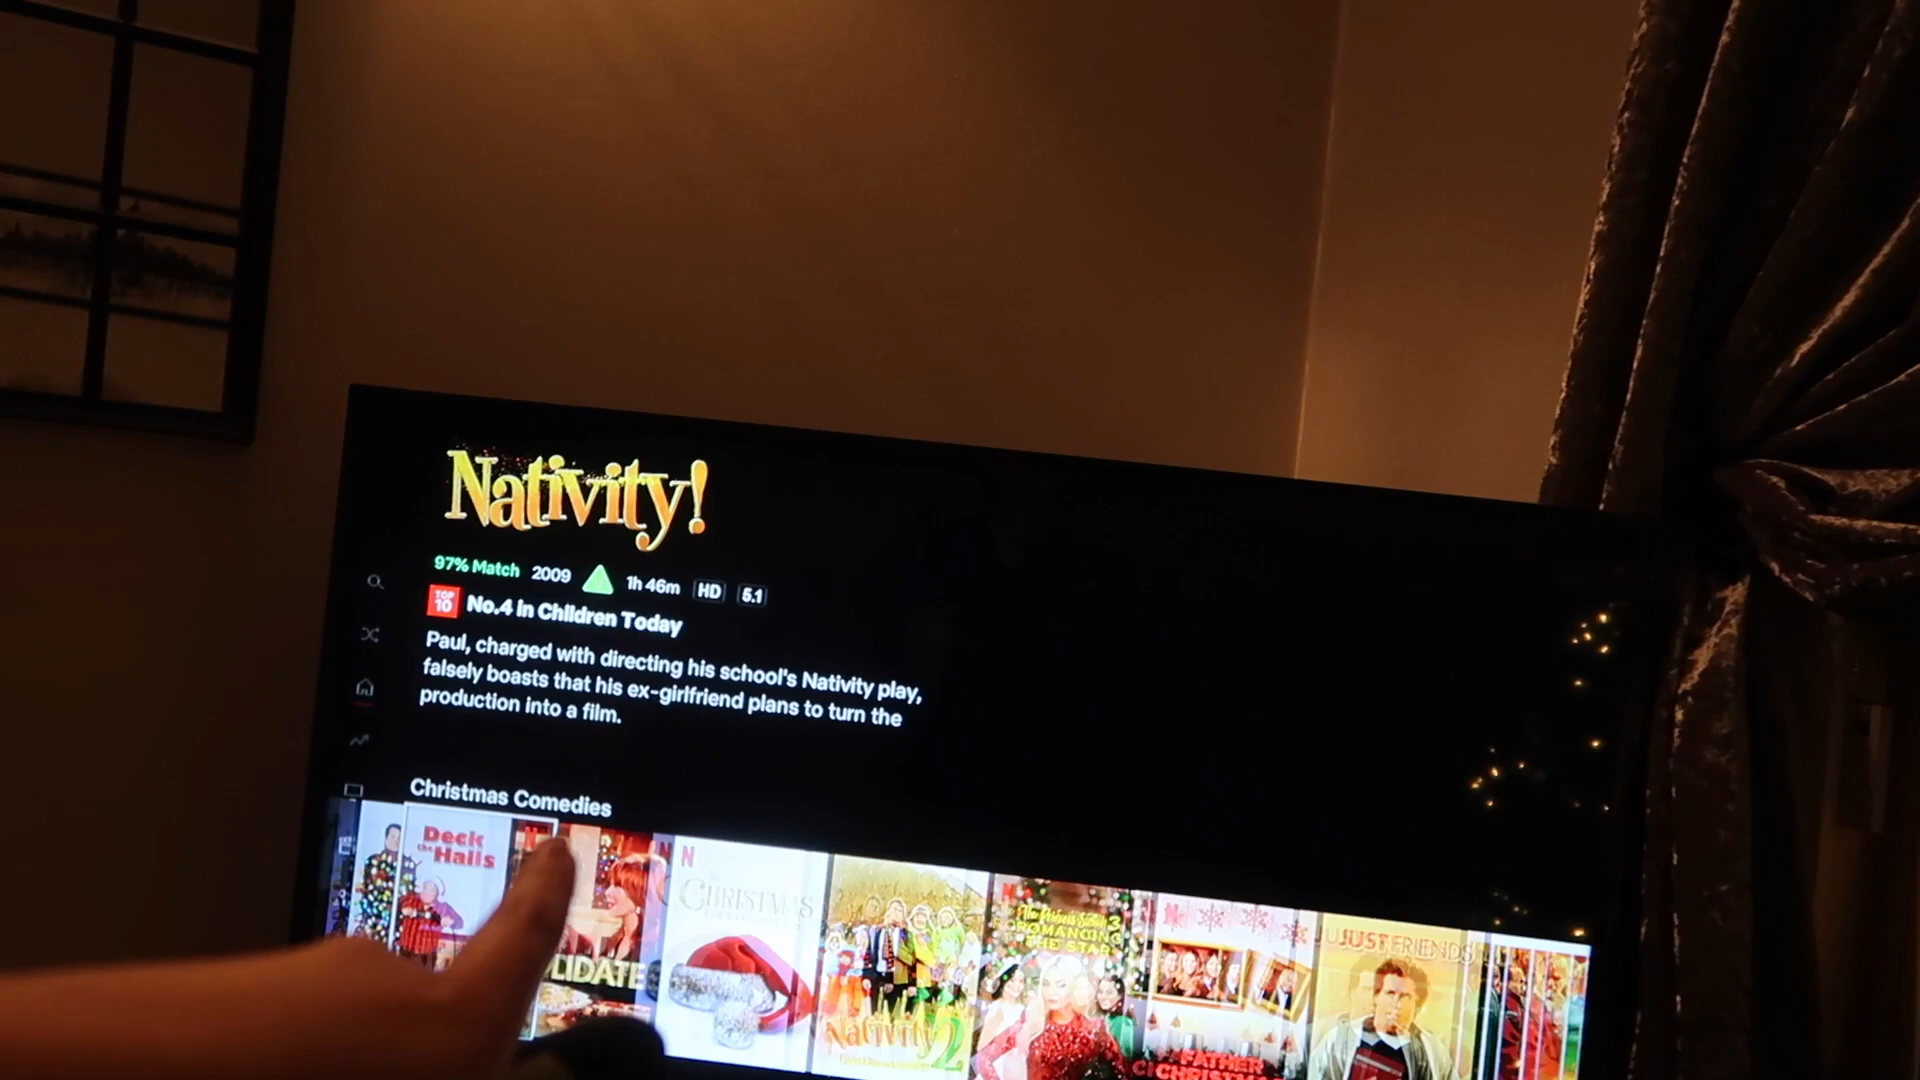 Nativity!
97% Match 2009 1h 46m HD 5.1
TOP 10 No.4 in Children Today
Paul, charged with directing his school's Nativity play,
falsely boasts that his ex-girlfriend plans to turn the
production into a film.
Christmas Comedies
Deck the Halls
LIDATE
N
CHRISTMAS
Nativity 2
ROMANCING
THE STAR
CHRISTMAS
JUST FRIENDS